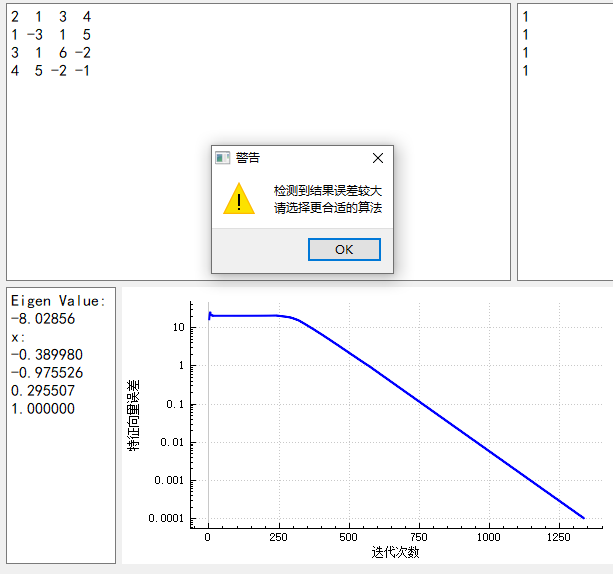 2 1 3 4
1 -3 1 5
3 1 6 -2
4 5 -2 -1
1
1
1
1
警告
检测到结果误差较大
请选择更合适的算法
OK
Eigen Value:
-8.02856
x:
-0.389980
-0.975526
0.295507
1.000000
特征向量误差
10
1
0.1
0.01
0.001
0.0001
0 250 500 750 1000 1250
迭代次数